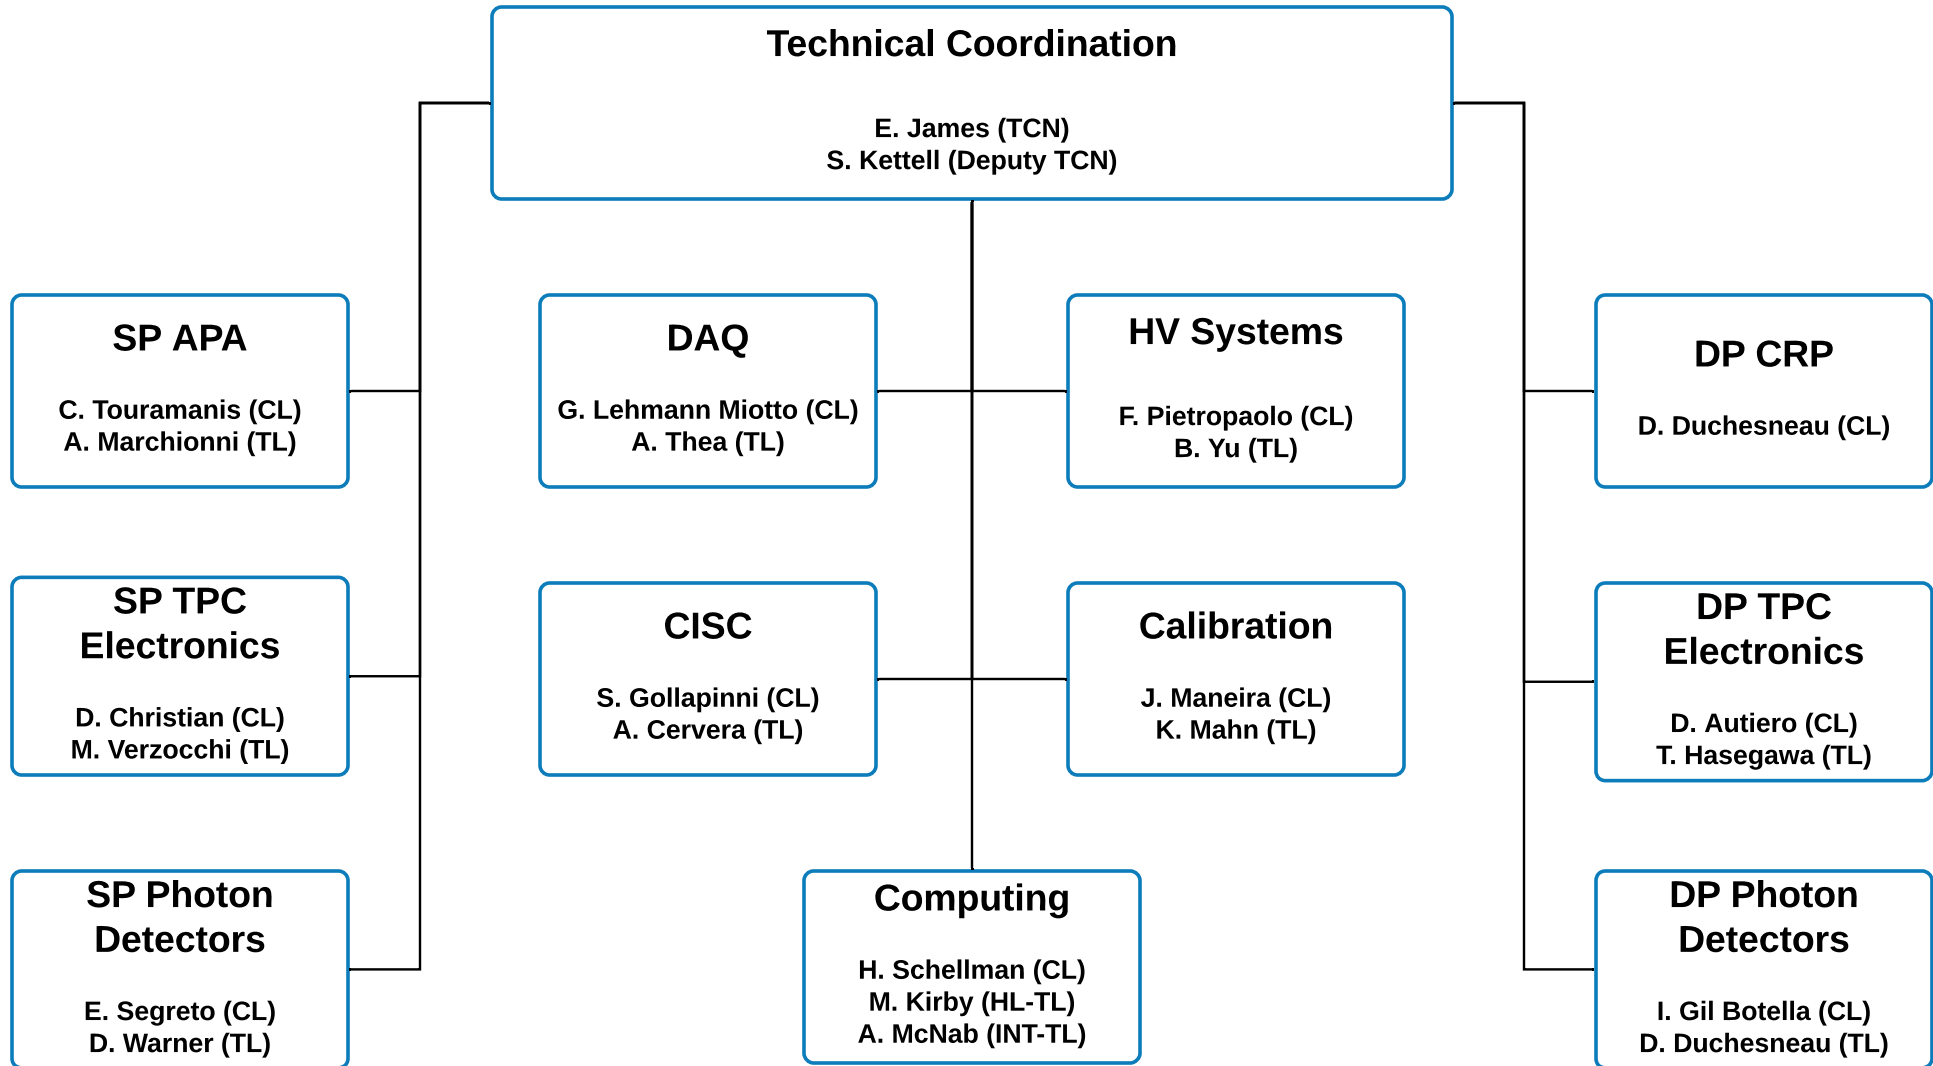 Technical Coordination
E. James (TCN)
S. Kettell (Deputy TCN)
SP APA
C. Touramanis (CL)
A. Marchionni (TL)
DAQ
G. Lehmann Miotto (CL)
A. Thea (TL)
HV Systems
F. Pietropaolo (CL)
B. Yu (TL)
DP CRP
D. Duchesneau (CL)
SP TPC
Electronics
D. Christian (CL)
M. Verzocchi (TL)
CISC
S. Gollapinni (CL)
A. Cervera (TL)
Calibration
J. Maneira (CL)
K. Mahn (TL)
DP TPC
Electronics
D. Autiero (CL)
T. Hasegawa (TL)
SP Photon
Detectors
E. Segreto (CL)
D. Warner (TL)
Computing
H. Schellman (CL)
M. Kirby (HL-TL)
A. McNab (INT-TL)
DP Photon
Detectors
I. Gil Botella (CL)
D. Duchesneau (TL)